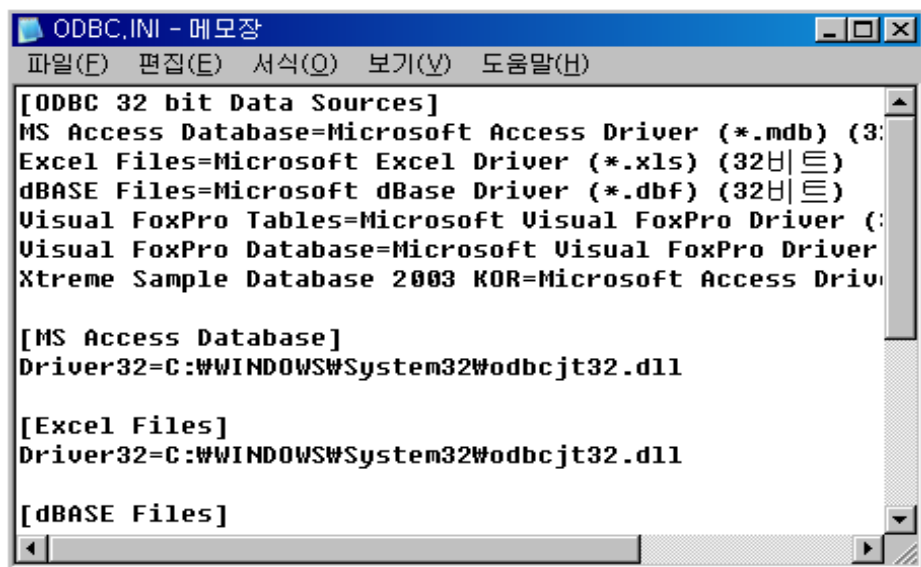 ODBC.INI - 메모장
파일(F) 편집(E) 서식(O) 보기(V) 도움말(H)
[ODBC 32 bit Data Sources]
MS Access Database=Microsoft Access Driver (*.mdb) (3
Excel Files=Microsoft Excel Driver (*.xls) (32비트)
dBASE Files=Microsoft dBase Driver (*.dbf) (32비트)
Visual FoxPro Tables=Microsoft Visual FoxPro Driver (
Visual FoxPro Database=Microsoft Visual FoxPro Driver
Xtreme Sample Database 2003 KOR=Microsoft Access
[MS Access Database]
Driver32=C:₩WINDOWS₩System32₩odbcjt32.dll
[Excel Files]
Driver32=C:₩WINDOWS₩System32₩odbcjt32.dll
[dBASE Files]